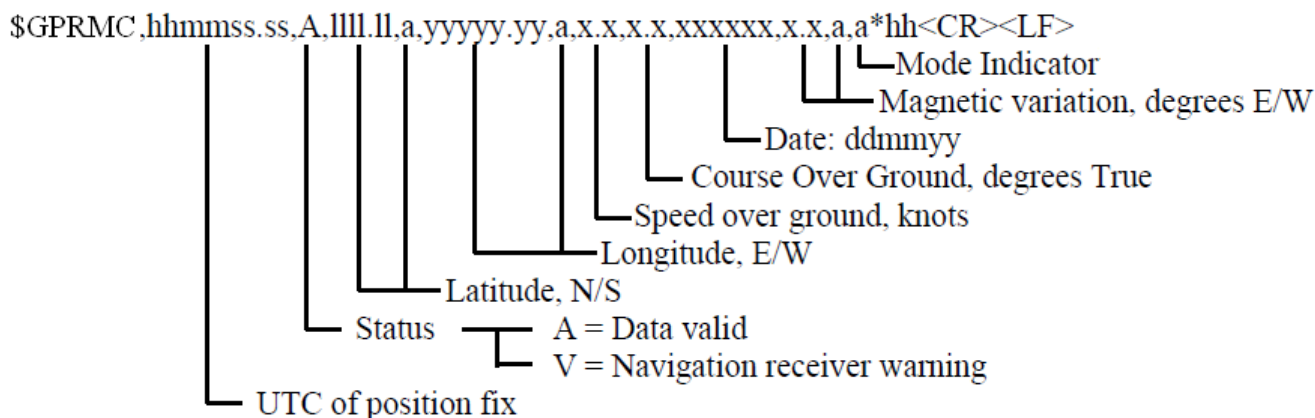 $GPRMC,hhmmss.ss,A,llll.ll,a,yyyyy.yy,a,x.x,x.x,xxxxxx,x.x,a,a*hh<CR><LF>
Mode Indicator
Magnetic variation, degrees E/W
Date: ddmmyy
Course Over Ground, degrees True
Speed over ground, knots
Longitude, E/W
Latitude, N/S
Status A = Data valid
V = Navigation receiver warning
UTC of position fix